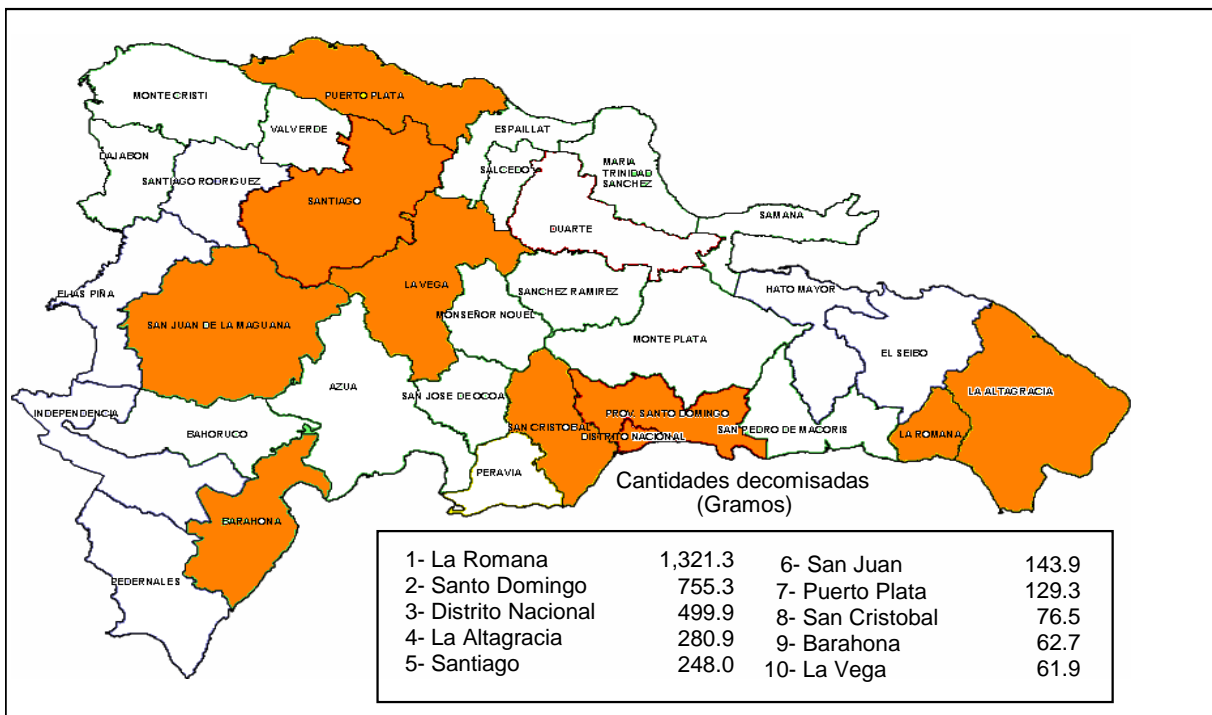 PUERTO PLATA
MONTE CRISTI
VALVERDE
ESPAILLAT
DAJABON
SANTIAGO RODRIGUEZ
SALCEDO
MARIA
TRINIDAD
SANCHEZ
SANTIAGO
SAMANA
DUARTE
ELIAS PIÑA
LA VEGA
SANCHEZ RAMIREZ
HATO MAYOR
SAN JUAN DE LA MAGUANA
MONSEÑOR NOUEL
MONTE PLATA
EL SEIBO
AZUA
SAN JOSE DE OCOA
LA ALTAGRACIA
INDEPENDENCIA
PROV. SANTO DOMINGO
BAHORUCO
SAN CRISTOBAL
DISTRITO NACIONAL
SAN PEDRO DE MACORIS
LA ROMANA
PERAVIA
BARAHONA
PEDERNALES
Cantidades decomisadas
(Gramos)
1- La Romana 1,321.3
2- Santo Domingo 755.3
3- Distrito Nacional 499.9
4- La Altagracia 280.9
5- Santiago 248.0
6- San Juan 143.9
7- Puerto Plata 129.3
8- San Cristobal 76.5
9- Barahona 62.7
10- La Vega 61.9